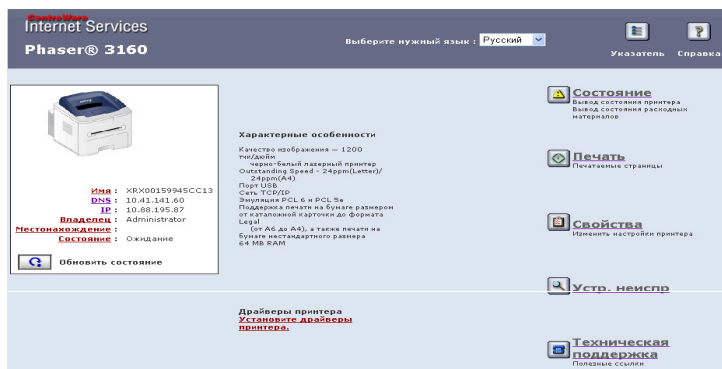 CentreWare
Internet Services
Phaser® 3160
Выберите нужный язык : Русский
Указатель Справка
Имя : XRX00159945CC13
DNS : 10.41.141.60
IP : 10.88.195.87
Владелец : Administrator
Местонахождение :
Состояние : Ожидание
Обновить состояние
Характерные особенности
Качество изображения — 1200
тчк/дюйм
черно-белый лазерный принтер
Outstanding Speed - 24ppm(Letter)/
24ppm(A4)
Порт USB
Сеть TCP/IP
Эмуляция PCL 6 и PCL 5e
Поддержка печати на бумаге размером
от каталожной карточки до формата
Legal
(от A6 до A4), а также печати на
бумаге нестандартного размера
64 MB RAM
Драйверы принтера
Установите драйверы
принтера.
Состояние
Вывод состояния принтера
Вывод состояния расходных
материалов
Печать
Печатаемые страницы
Свойства
Изменить настройки принтера
Устр. неиспр
Техническая
поддержка
Полезные ссылки